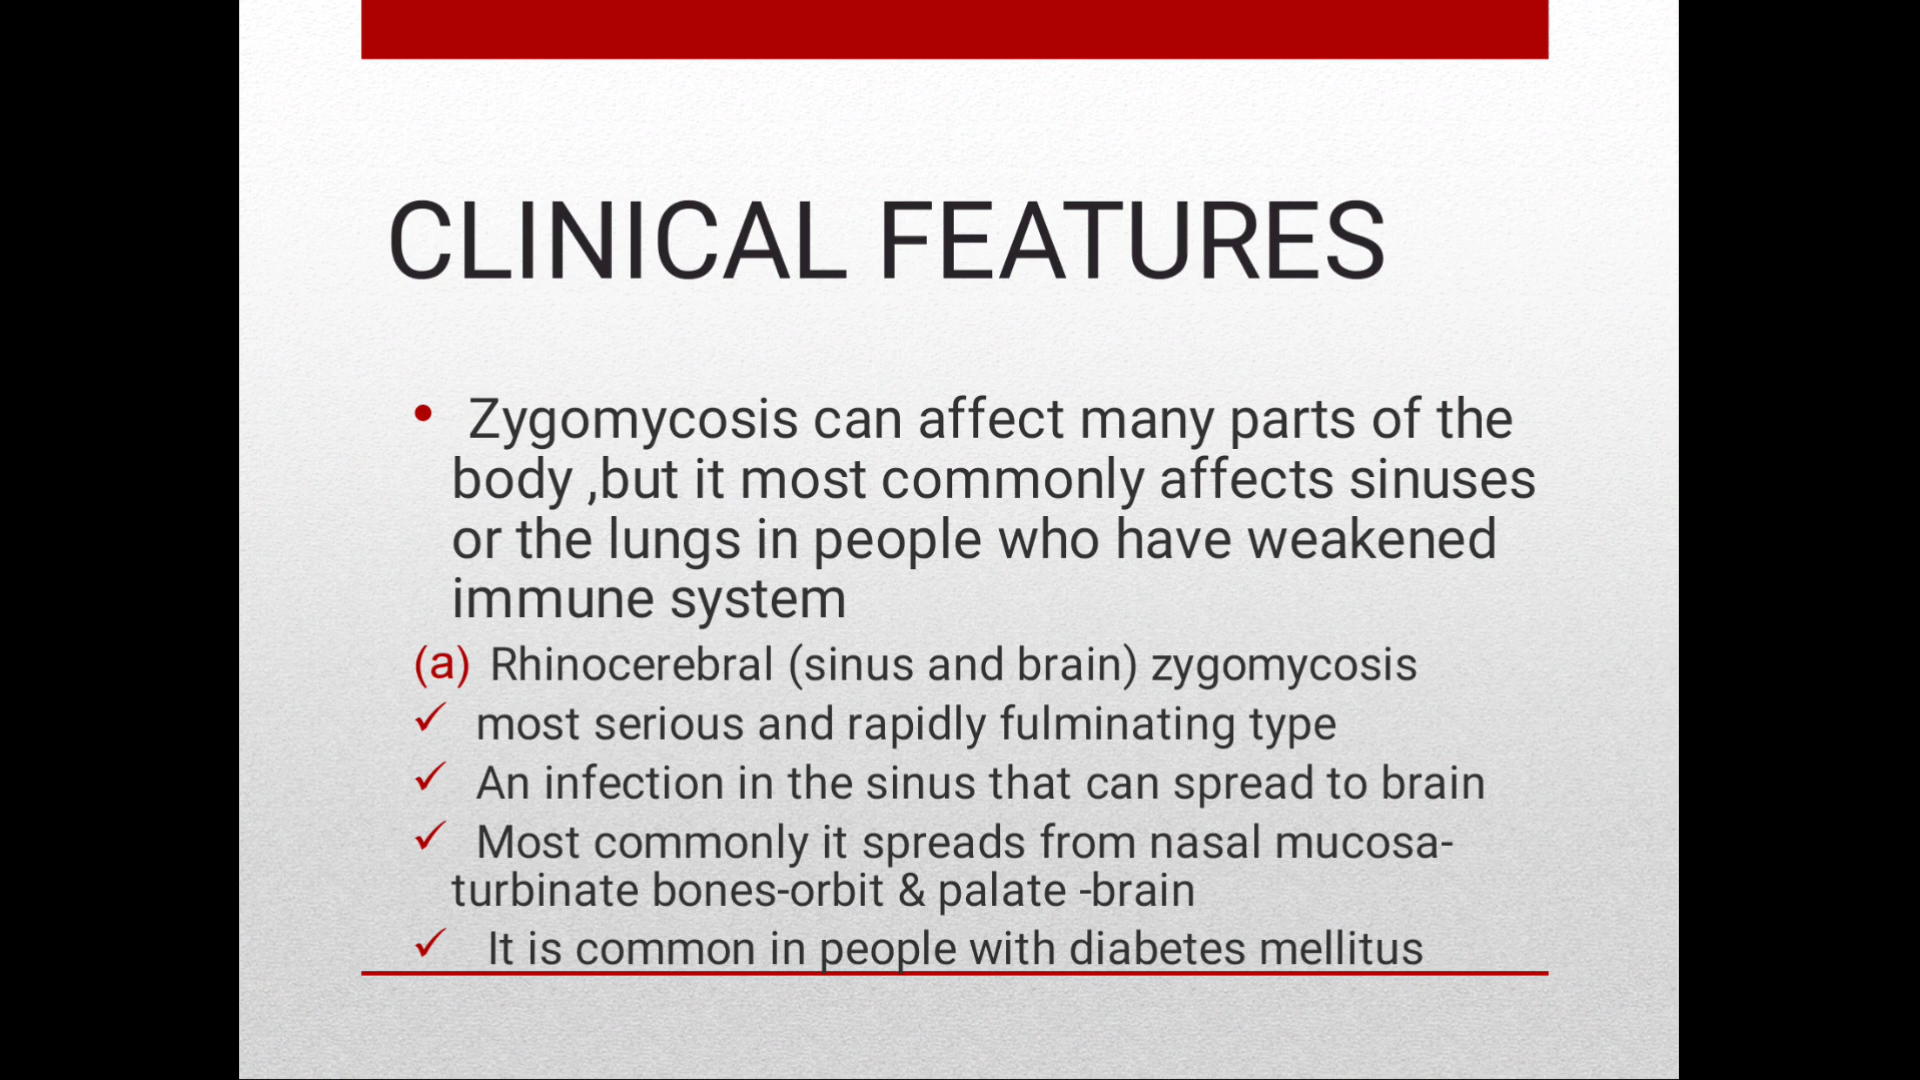 CLINICAL FEATURES
• Zygomycosis can affect many parts of the
body ,but it most commonly affects sinuses
or the lungs in people who have weakened
immune system
(a) Rhinocerebral (sinus and brain) zygomycosis
✓ most serious and rapidly fulminating type
✓ An infection in the sinus that can spread to brain
✓ Most commonly it spreads from nasal mucosa-
turbinate bones-orbit & palate -brain
✓ It is common in people with diabetes mellitus